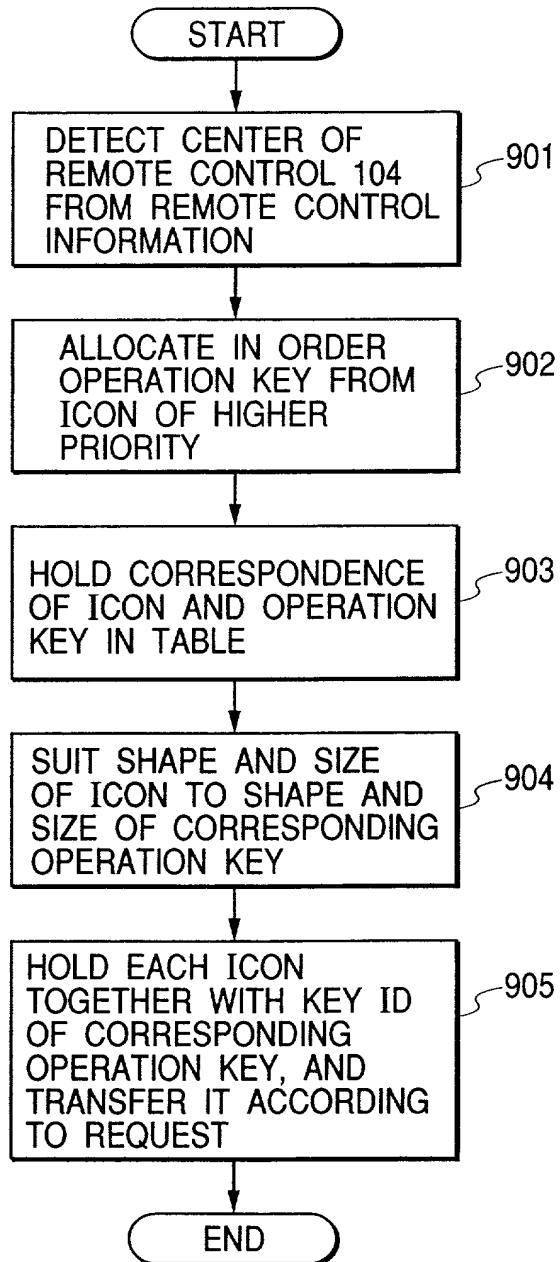 START
DETECT CENTER OF
REMOTE CONTROL 104
FROM REMOTE CONTROL
INFORMATION
901
ALLOCATE IN ORDER
OPERATION KEY FROM
ICON OF HIGHER
PRIORITY
902
HOLD CORRESPONDENCE
OF ICON AND OPERATION
KEY IN TABLE
903
SUIT SHAPE AND SIZE
OF ICON TO SHAPE AND
SIZE OF CORRESPONDING
OPERATION KEY
904
HOLD EACH ICON
TOGETHER WITH KEY ID
OF CORRESPONDING
OPERATION KEY, AND
TRANSFER IT ACCORDING
TO REQUEST
905
END